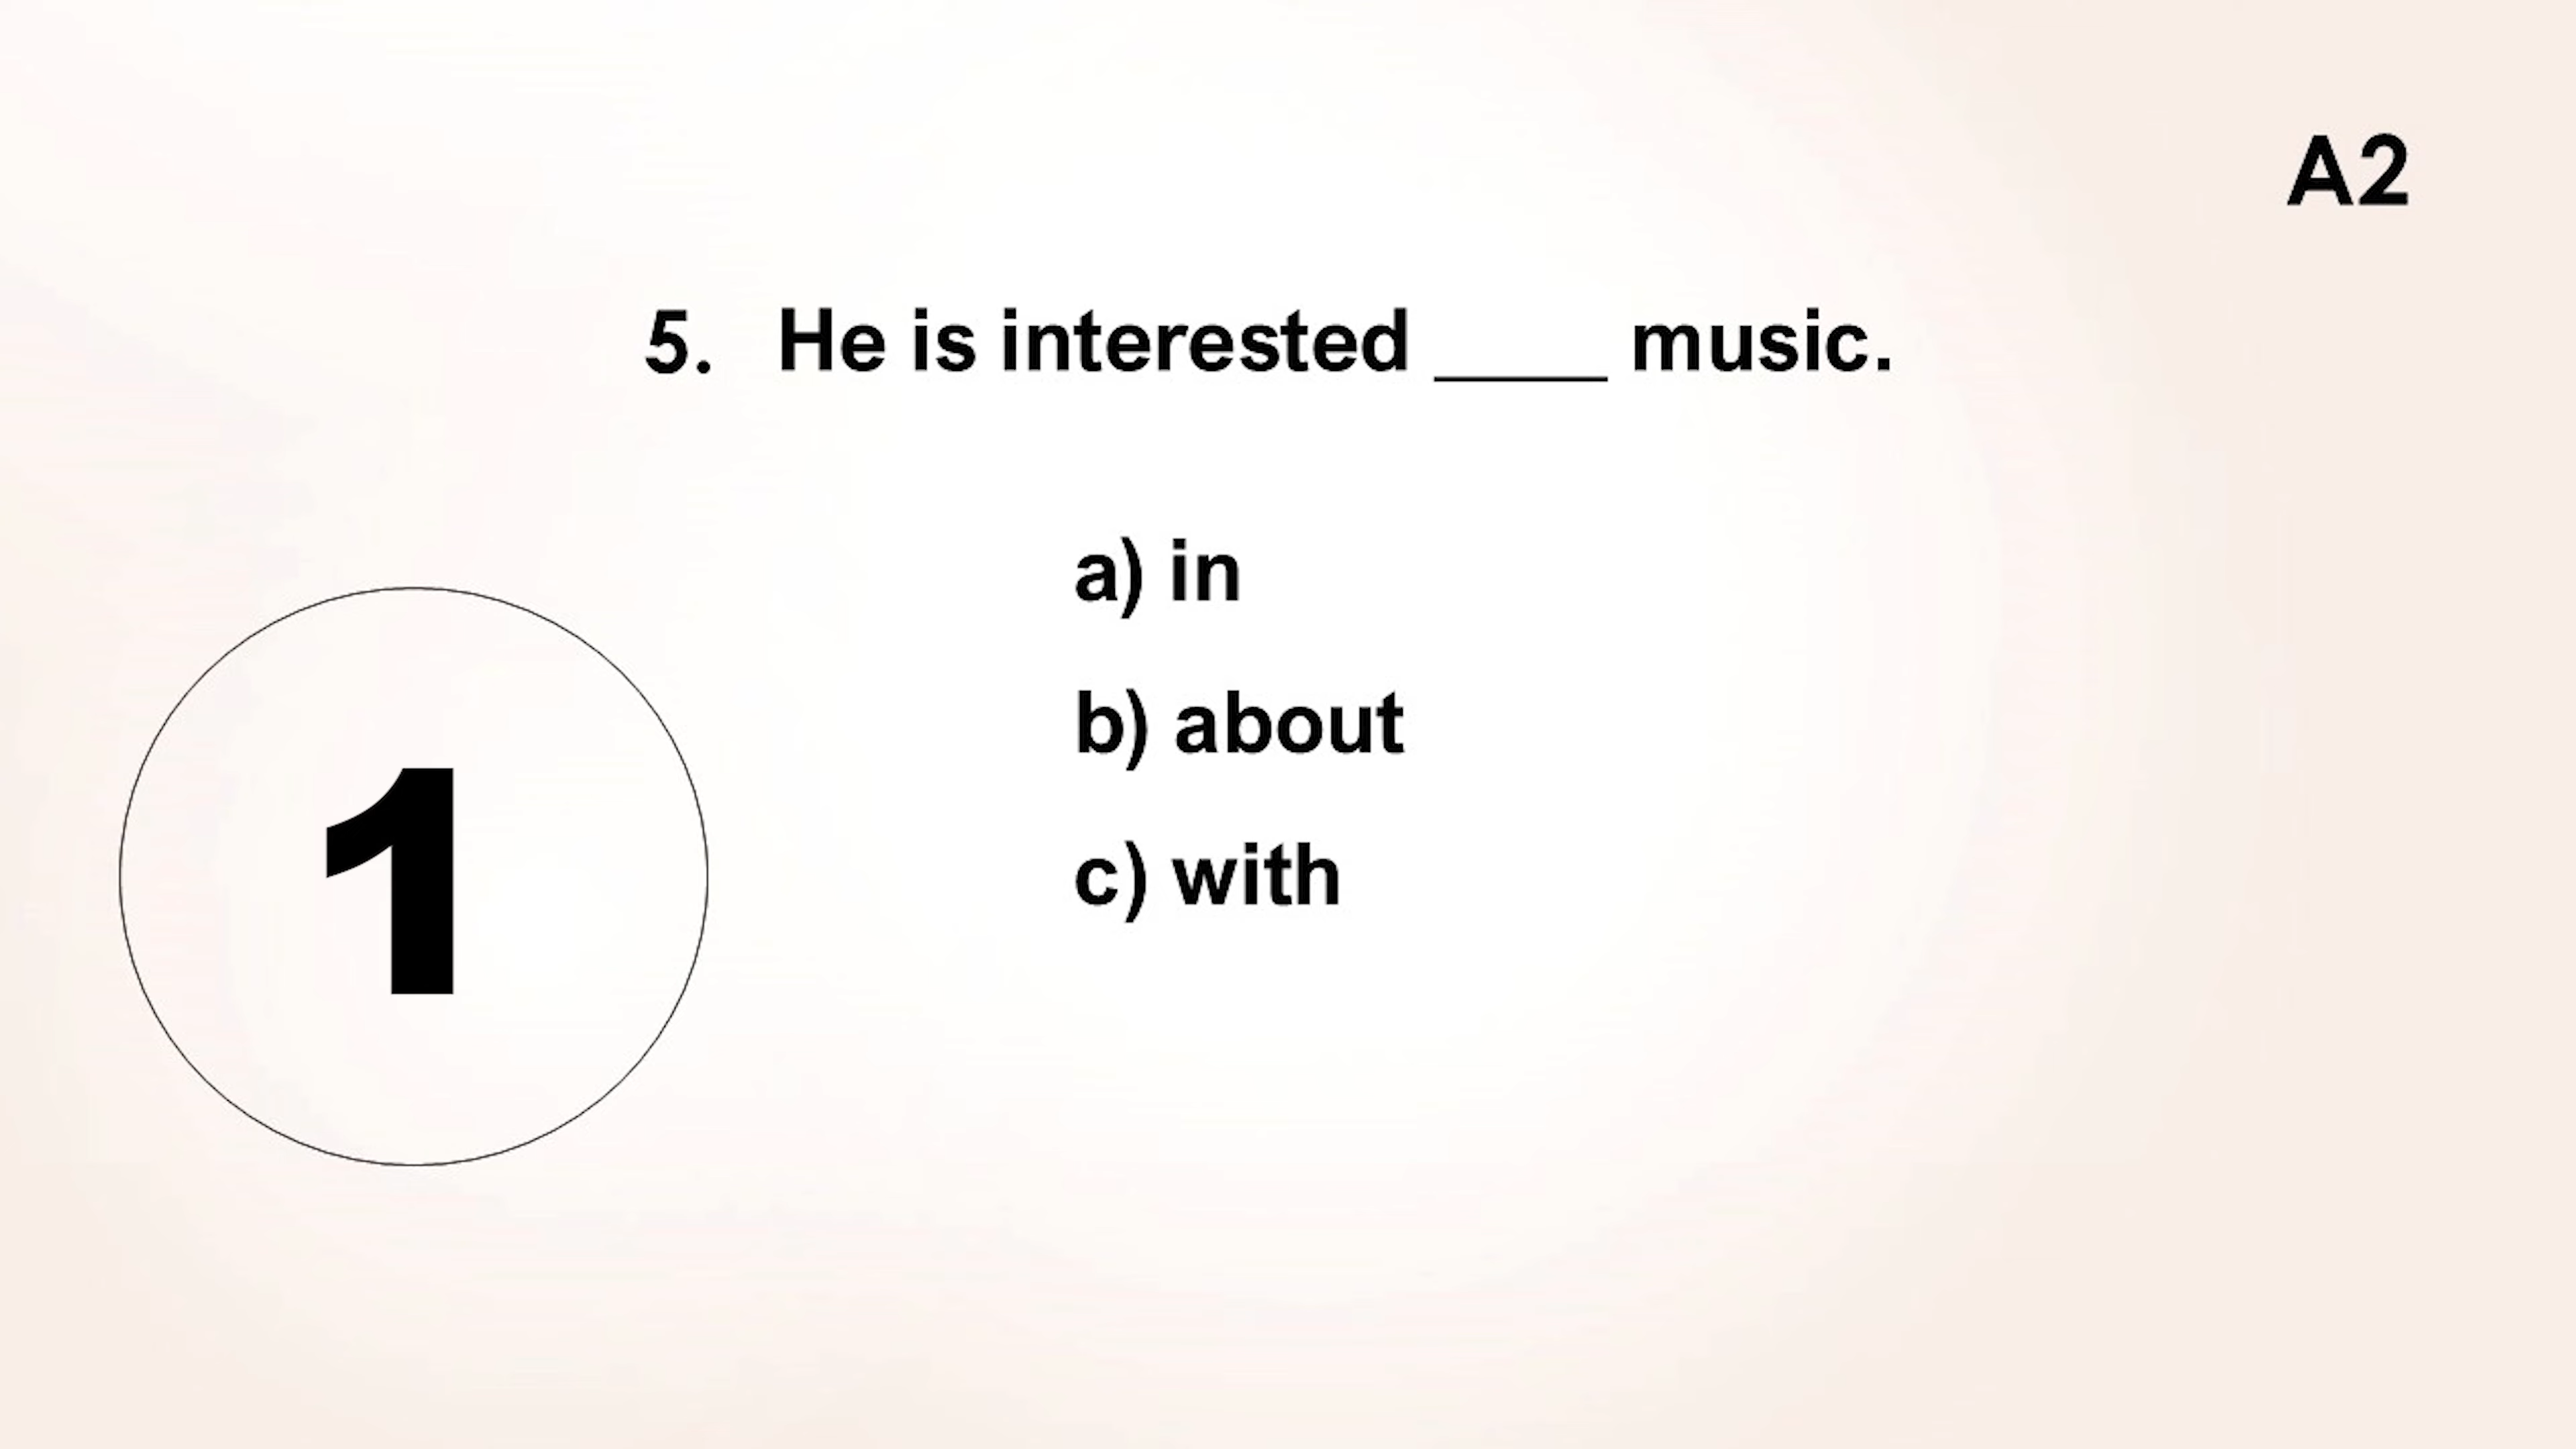 A2
5. He is interested ____ music.
a) in
b) about
c) with
1